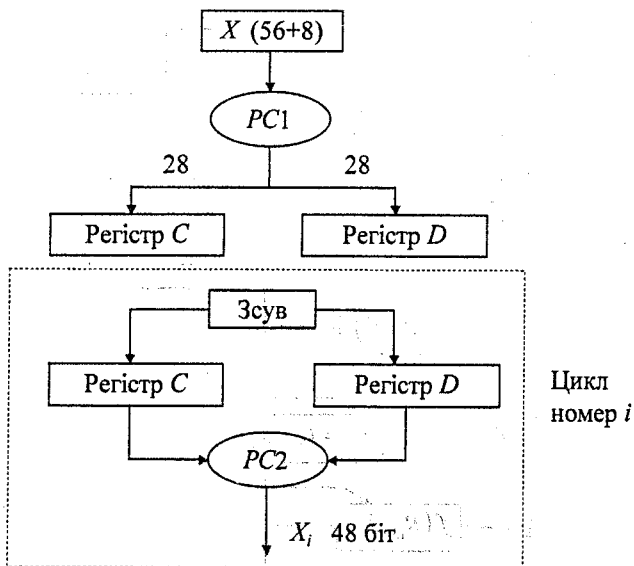 X (56+8)
PC1
28 28
Регістр C Регістр D
Зсув
Регістр C Регістр D
Цикл
номер i
PC2
Xi 48 біт